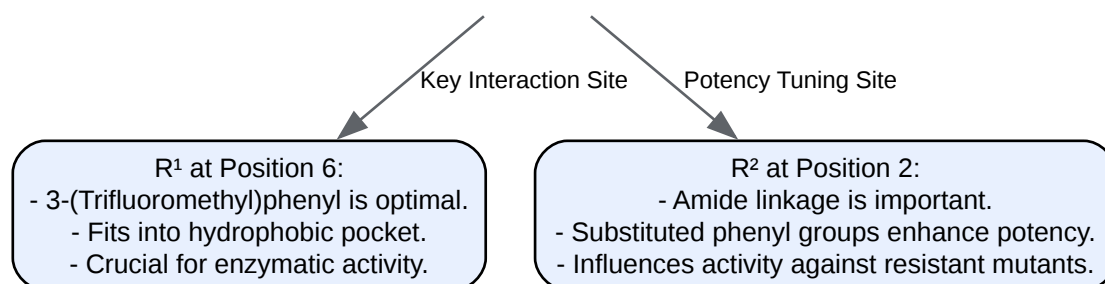 Key Interaction Site
Potency Tuning Site
R¹ at Position 6:
- 3-(Trifluoromethyl)phenyl is optimal.
- Fits into hydrophobic pocket.
- Crucial for enzymatic activity.
R² at Position 2:
- Amide linkage is important.
- Substituted phenyl groups enhance potency.
- Influences activity against resistant mutants.